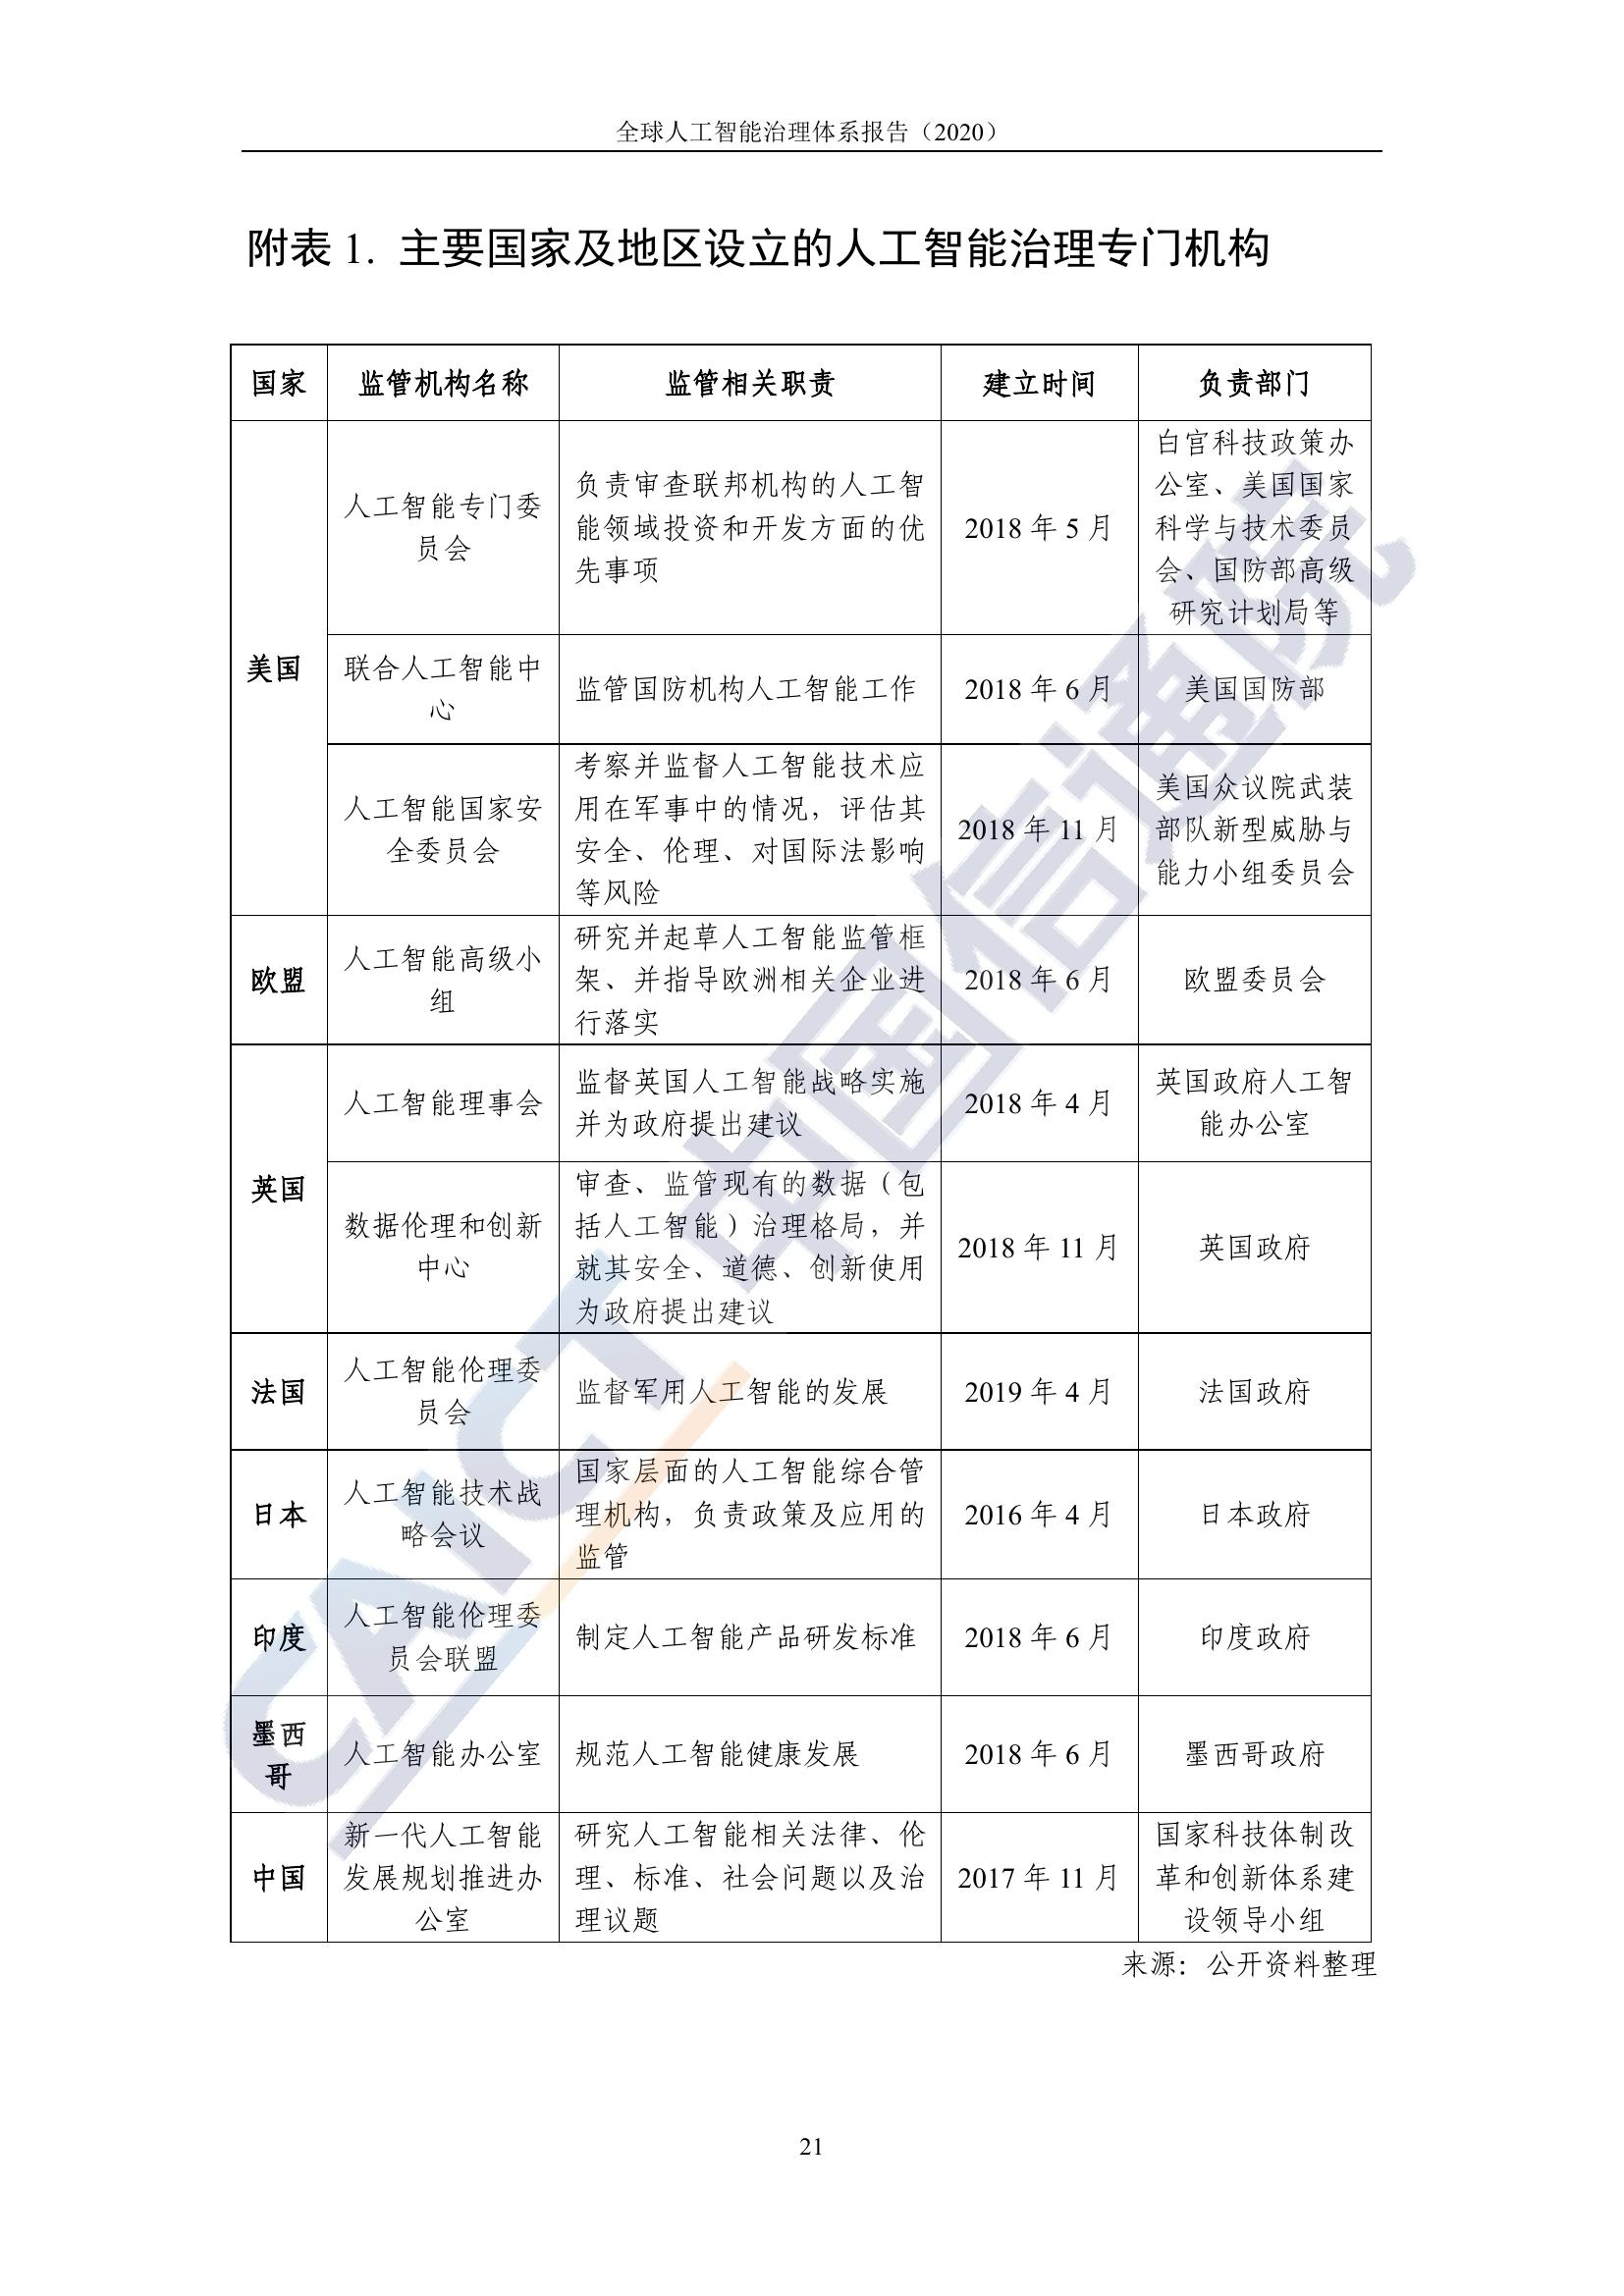 全球人工智能治理体系报告（2020）
附表 1. 主要国家及地区设立的人工智能治理专门机构
国家 监管机构名称 监管相关职责 建立时间 负责部门
美国
人工智能专门委
员会
负责审查联邦机构的人工智
能领域投资和开发方面的优
先事项
2018 年 5 月
白宫科技政策办
公室、美国国家
科学与技术委员
会、国防部高级
研究计划局等
联合人工智能中
心
监管国防机构人工智能工作
2018 年 6 月
美国国防部
人工智能国家安
全委员会
考察并监督人工智能技术应
用在军事中的情况，评估其
安全、伦理、对国际法影响
等风险
2018 年 11 月
美国众议院武装
部队新型威胁与
能力小组委员会
欧盟
人工智能高级小
组
研究并起草人工智能监管框
架、并指导欧洲相关企业进
行落实
2018 年 6 月
欧盟委员会
英国
人工智能理事会
监督英国人工智能战略实施
并为政府提出建议
2018 年 4 月
英国政府人工智
能办公室
数据伦理和创新
中心
审查、监管现有的数据（包
括人工智能）治理格局，并
就其安全、道德、创新使用
为政府提出建议
2018 年 11 月
英国政府
法国
人工智能伦理委
员会
监督军用人工智能的发展
2019 年 4 月
法国政府
日本
人工智能技术战
略会议
国家层面的人工智能综合管
理机构，负责政策及应用的
监管
2016 年 4 月
日本政府
印度
人工智能伦理委
员会联盟
制定人工智能产品研发标准
2018 年 6 月
印度政府
墨西
哥
人工智能办公室
规范人工智能健康发展
2018 年 6 月
墨西哥政府
中国
新一代人工智能
发展规划推进办
公室
研究人工智能相关法律、伦
理、标准、社会问题以及治
理议题
2017 年 11 月
国家科技体制改
革和创新体系建
设领导小组
来源：公开资料整理
CAICT 中国信通院
21